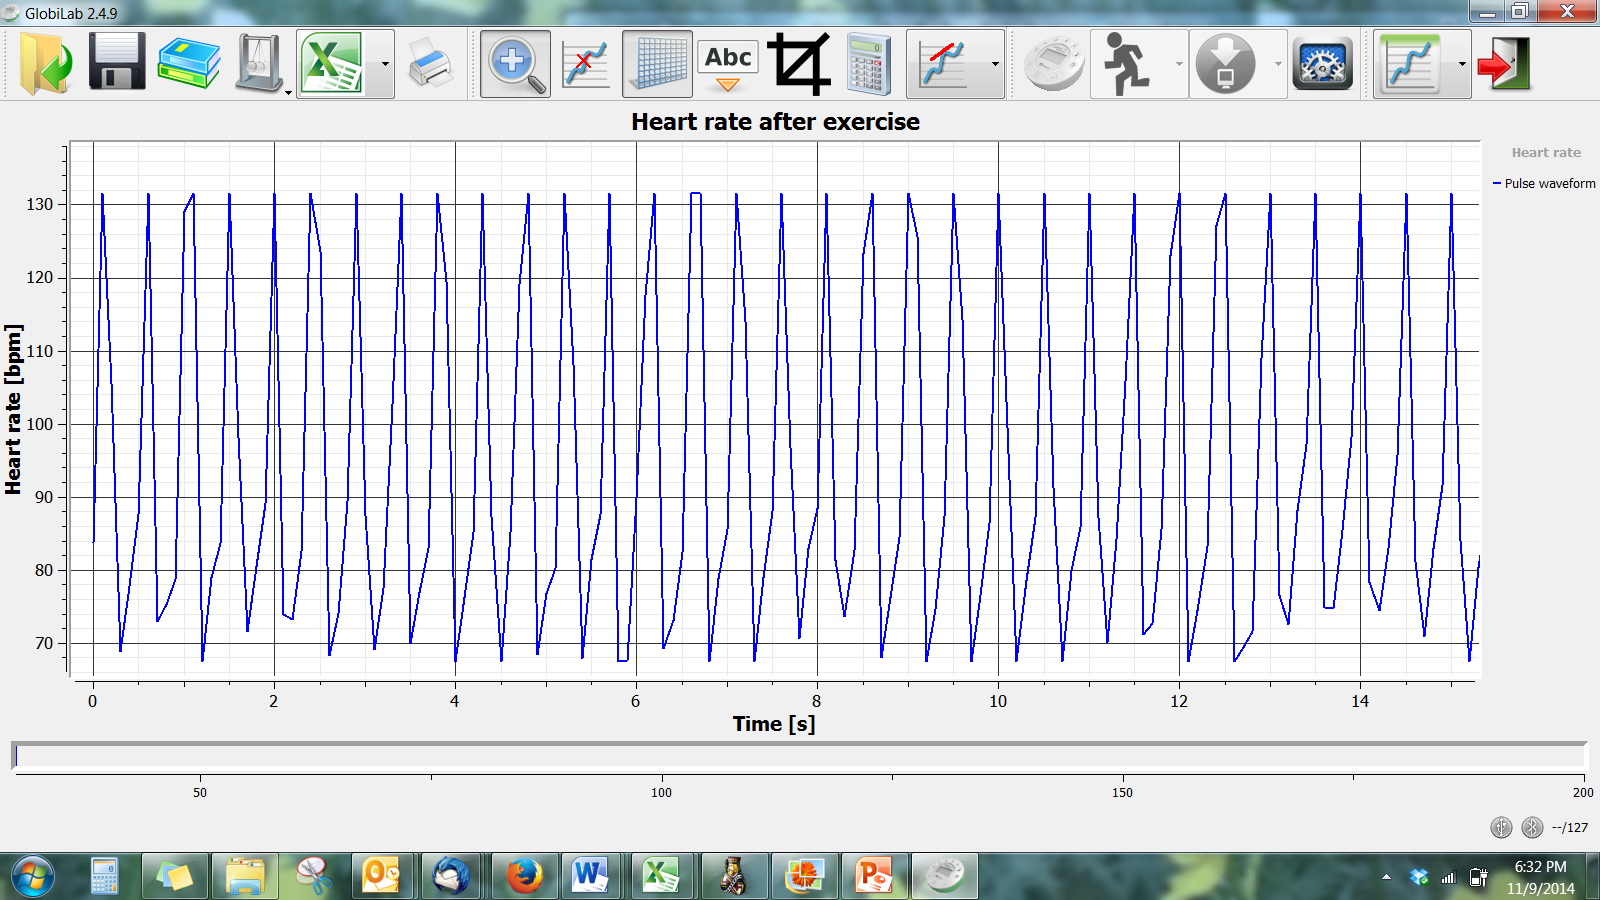 GlobiLab 2.4.9
Abc
Heart rate after exercise
Heart rate
Pulse waveform
130
120
110
100
90
80
70
Heart rate [bpm]
0 2 4 6 8 10 12 14
Time [s]
50 100 150 200
--/127
6:32 PM
11/9/2014